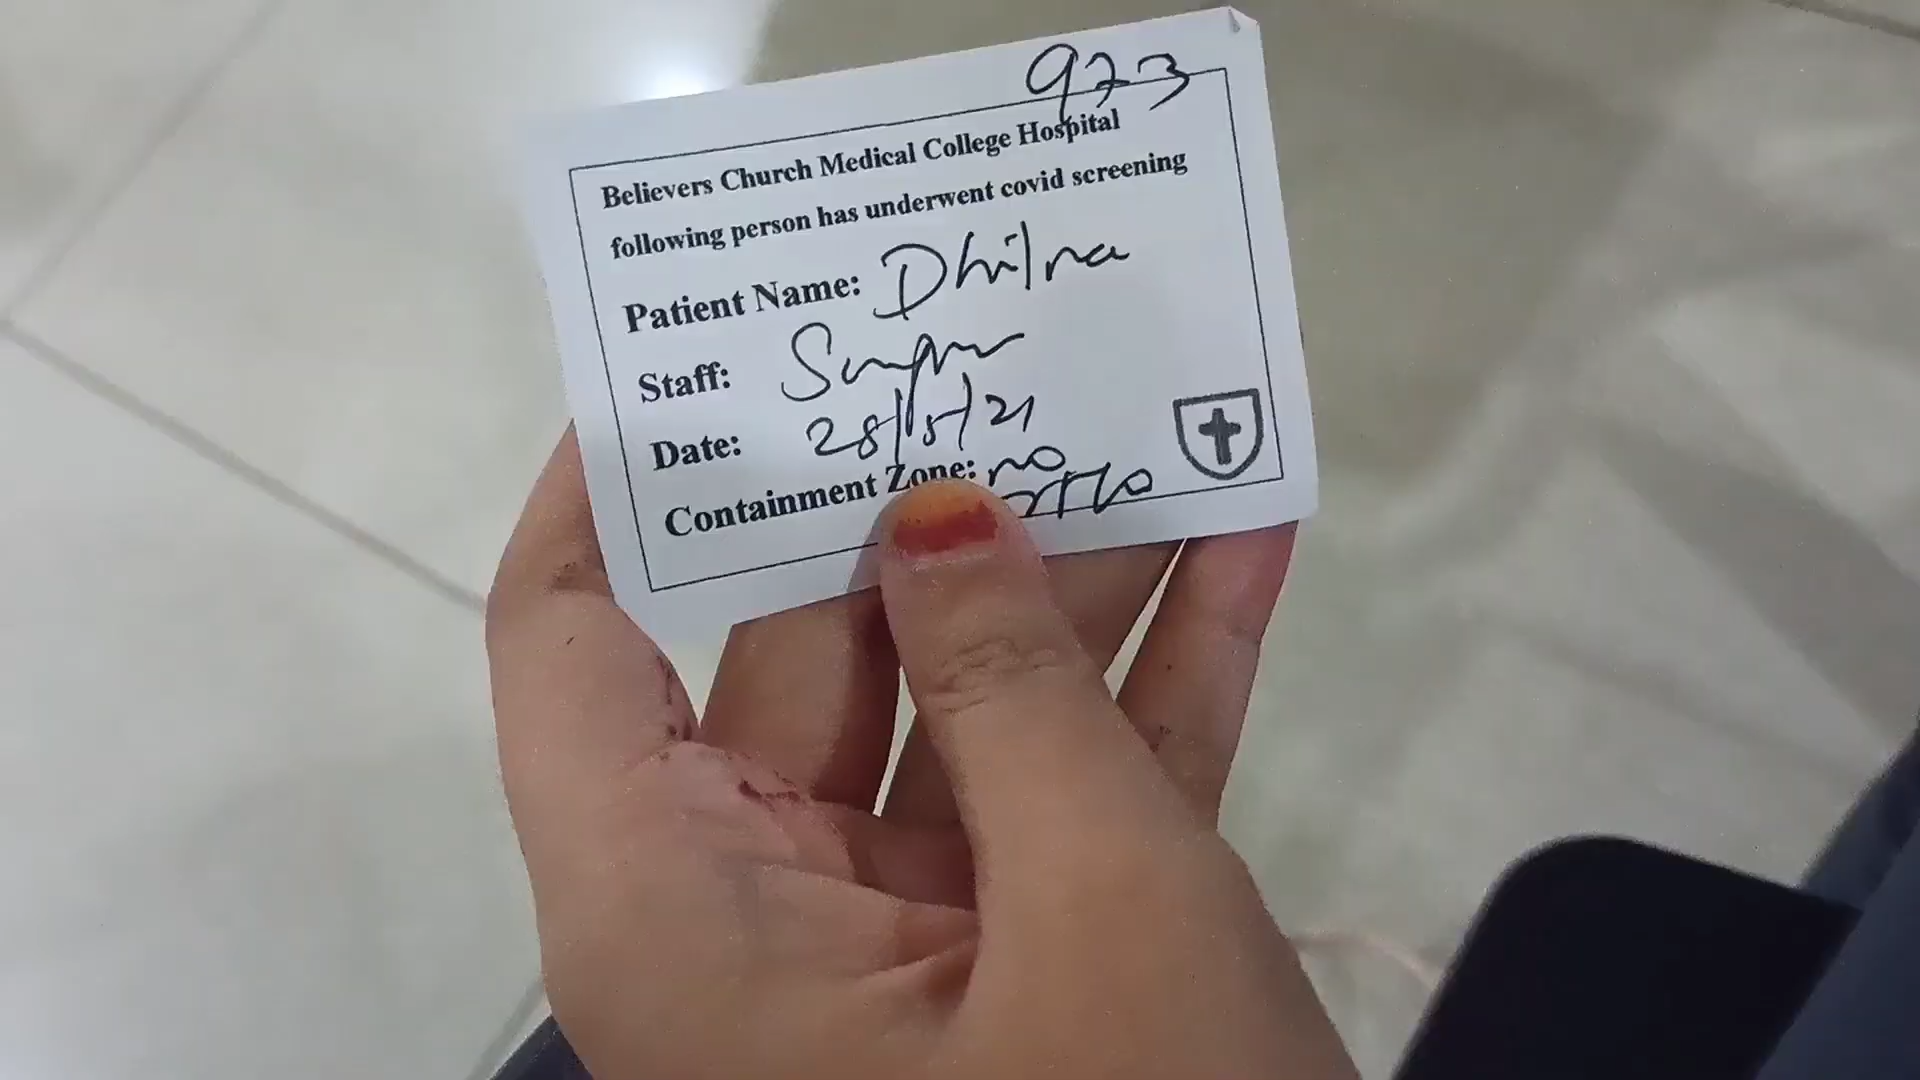 973
Believers Church Medical College Hospital
following person has underwent covid screening
Patient Name: Dhilna
Staff:
Date: 28/5/21
Containment Zone: no